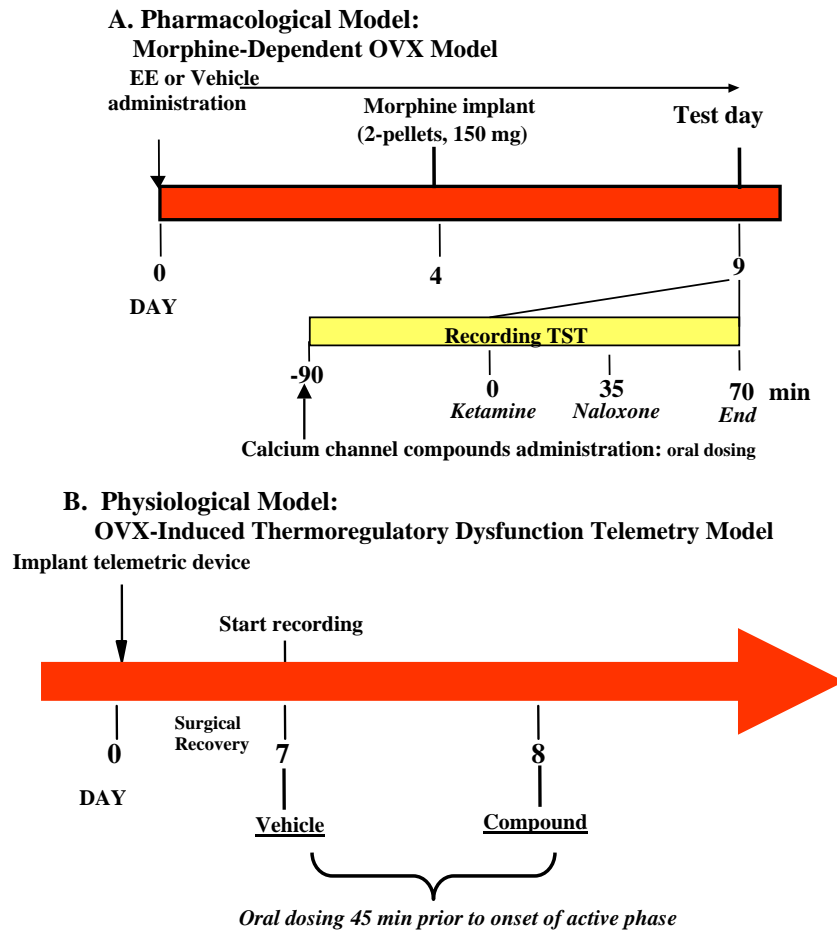 A. Pharmacological Model:
Morphine-Dependent OVX Model
EE or Vehicle
administration
Morphine implant
(2-pellets, 150 mg)
Test day
0
4
9
DAY
Recording TST
-90
0
35
70 min
Ketamine
Naloxone
End
Calcium channel compounds administration: oral dosing
B. Physiological Model:
OVX-Induced Thermoregulatory Dysfunction Telemetry Model
Implant telemetric device
Start recording
Surgical
Recovery
0
7
8
DAY
Vehicle
Compound
Oral dosing 45 min prior to onset of active phase